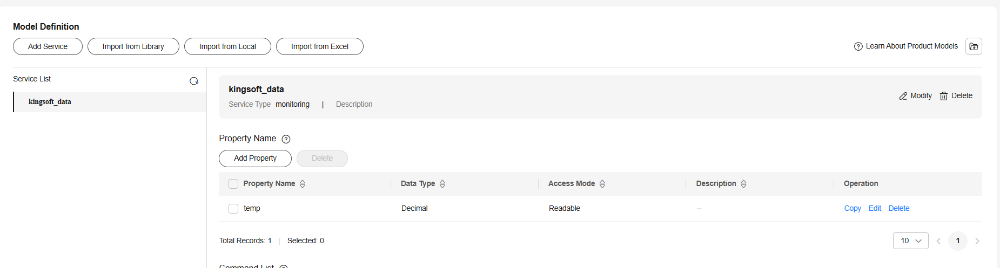 Model Definition
Add Service Import from Library Import from Local Import from Excel Learn About Product Models
Service List
kingsoft_data
kingsoft_data
Service Type monitoring | Description
Modify Delete
Property Name
Add Property Delete
Property Name Data Type Access Mode Description Operation
temp Decimal Readable -- Copy Edit Delete
Total Records: 1 | Selected: 0 10 1
Command List